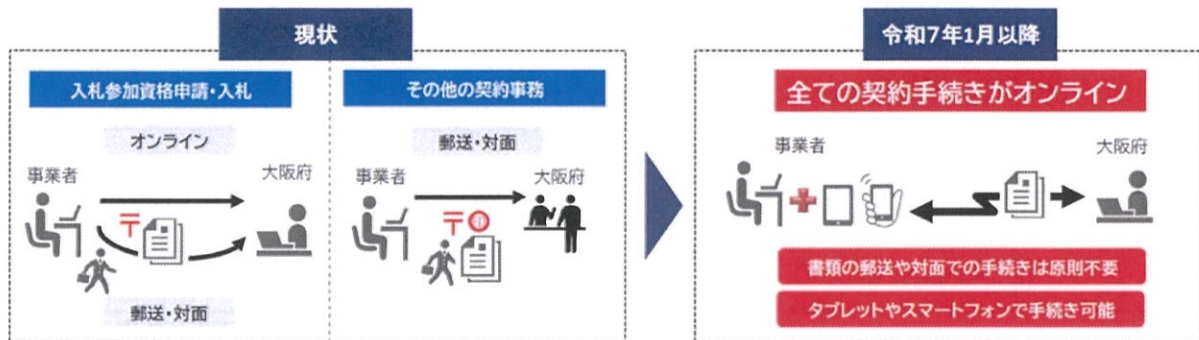 現状
入札参加資格申請・入札
オンライン
事業者
大阪府
〒
郵送・対面
その他の契約事務
郵送・対面
事業者
大阪府
〒
令和7年1月以降
全ての契約手続きがオンライン
事業者
大阪府
書類の郵送や対面での手続きは原則不要
タブレットやスマートフォンで手続き可能